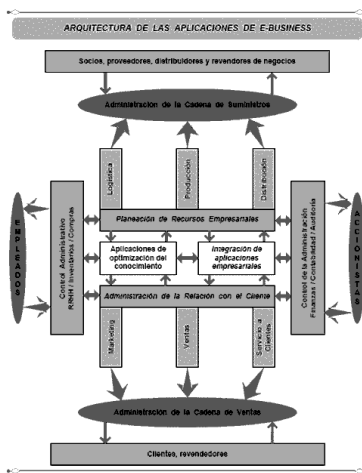 ARQUITECTURA DE LAS APLICACIONES DE E-BUSINESS
Socios, proveedores, distribuidores y revendores de negocios
Administración de la Cadena de Suministros
Logística
Producción
Distribución
Planeación de Recursos Empresariales
EMPLEADOS
Control Administrativo
RRHH / Inventarios / Compras
Aplicaciones de
optimización del
conocimiento
Integración de
aplicaciones
empresariales
Control de la Administración
Finanzas / Contabilidad / Auditoría
ACCIONISTAS
Administración de la Relación con el Cliente
Marketing
Ventas
Servicio a
Clientes
Administración de la Cadena de Ventas
Clientes, revendedores